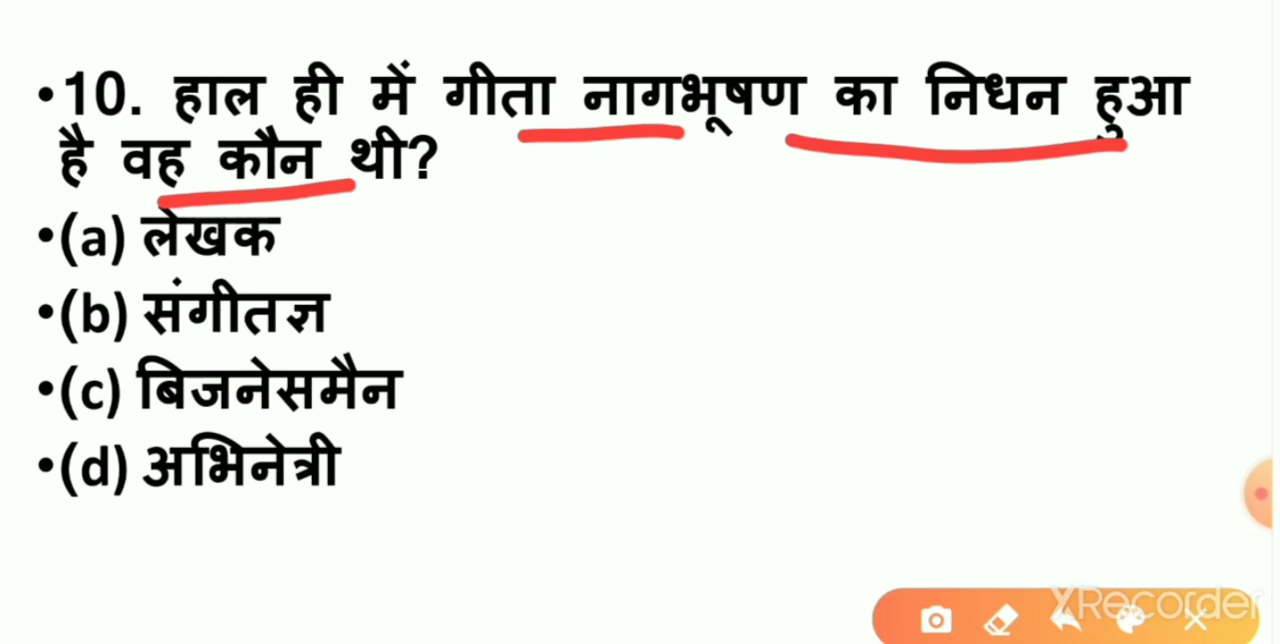 •10. हाल ही में गीता नागभूषण का निधन हुआ
है वह कौन थी?
•(a) लेखक
•(b) संगीतज्ञ
•(c) बिजनेसमैन
•(d) अभिनेत्री
XRecorder